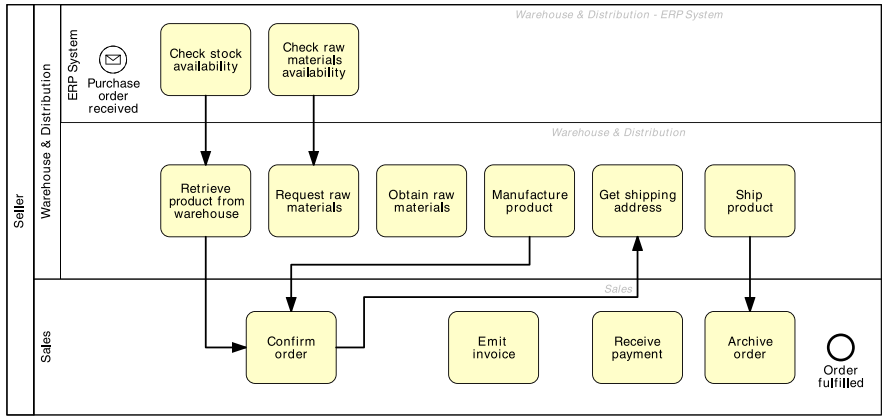 Warehouse & Distribution - ERP System
Seller
Warehouse & Distribution
ERP System
Purchase
order
received
Check stock
availability
Check raw
materials
availability
Warehouse & Distribution
Retrieve
product from
warehouse
Request raw
materials
Obtain raw
materials
Manufacture
product
Get shipping
address
Ship
product
Sales
Sales
Confirm
order
Emit
invoice
Receive
payment
Archive
order
Order
fulfilled